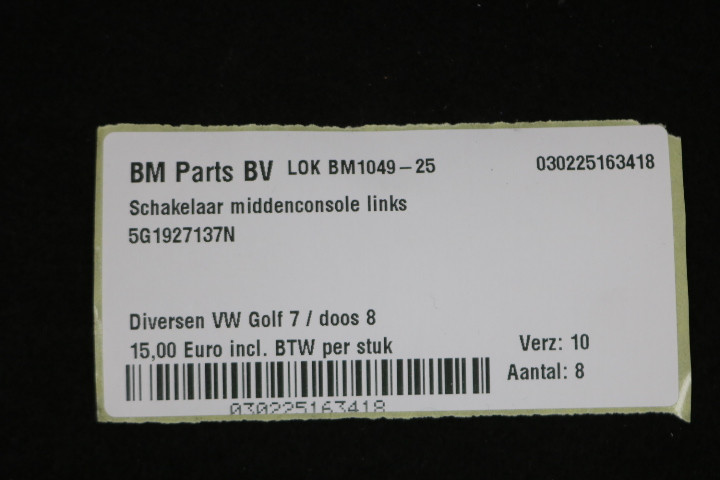 BM Parts BV LOK BM1049-25 030225163418
Schakelaar middenconsole links
5G1927137N
Diversen VW Golf 7 / doos 8
15,00 Euro incl. BTW per stuk
Verz: 10
Aantal: 8
030225163418